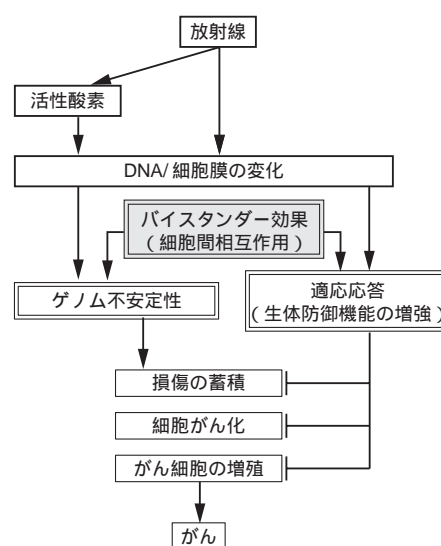 放射線
活性酸素
DNA/細胞膜の変化
バイスタンダー効果
（細胞間相互作用）
ゲノム不安定性
適応応答
（生体防御機能の増強）
損傷の蓄積
細胞がん化
がん細胞の増殖
がん